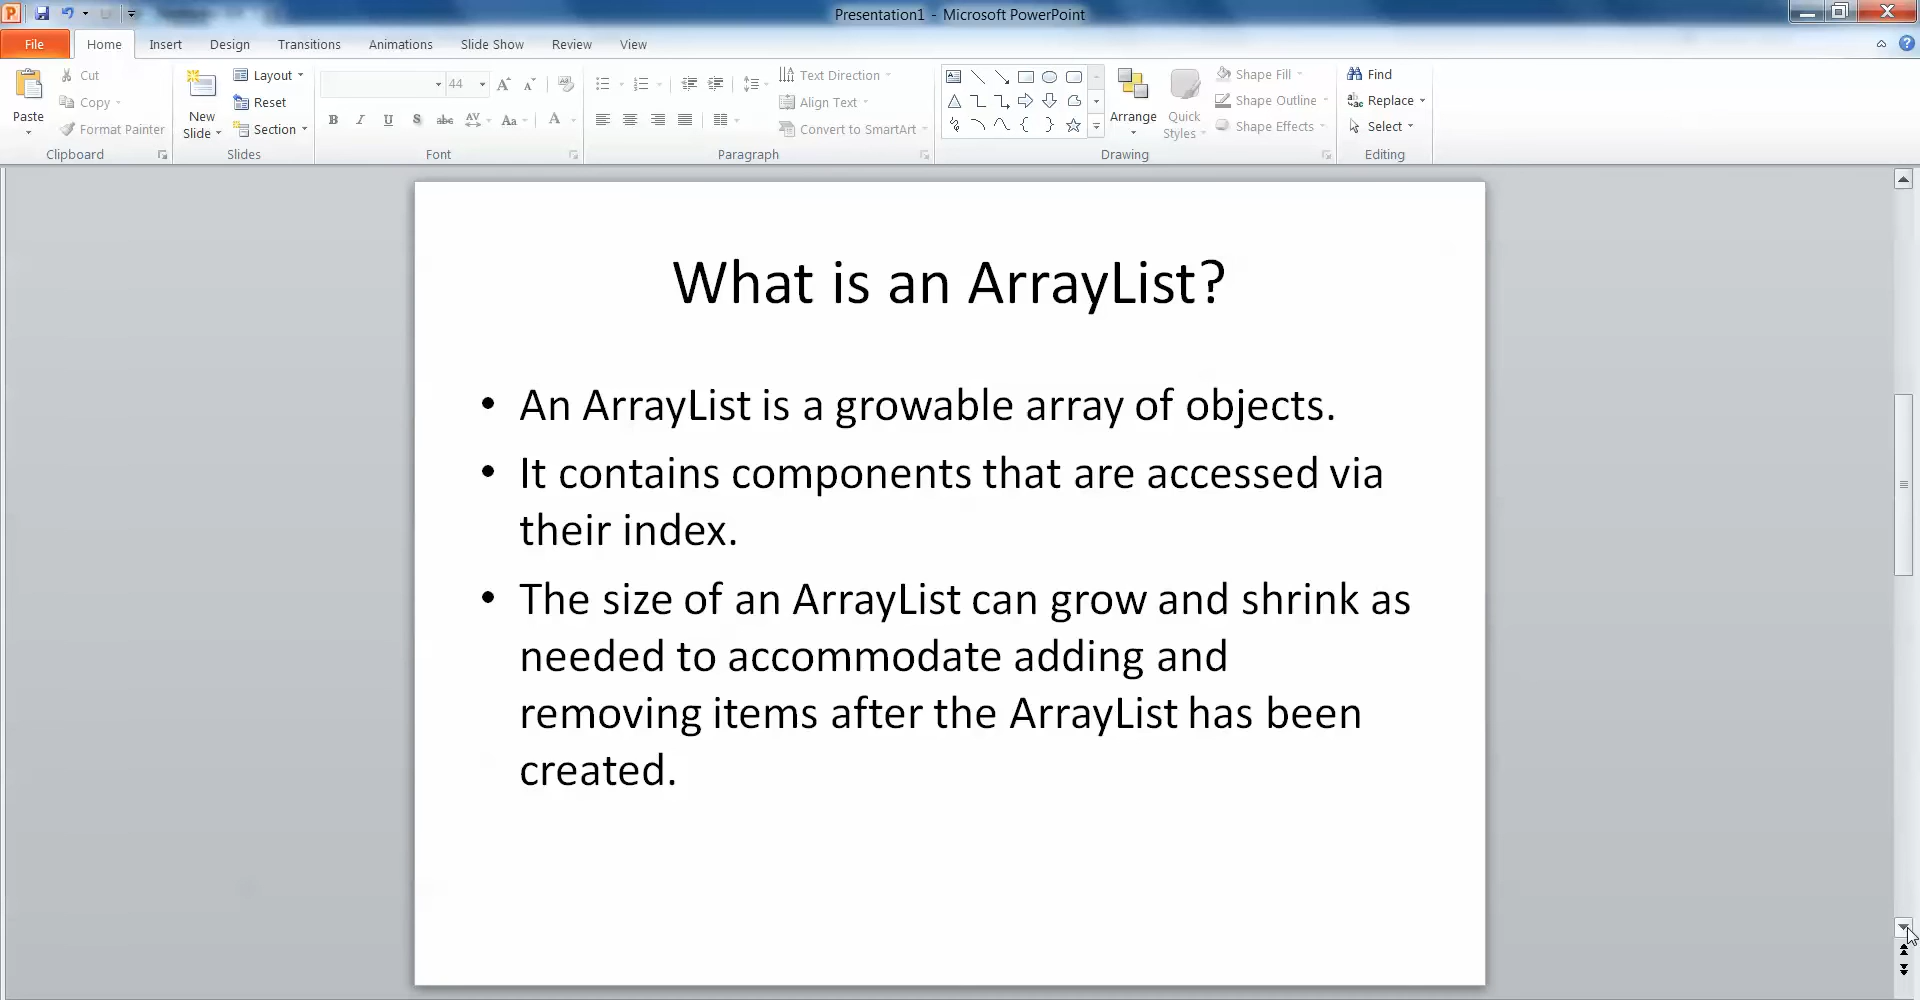 Presentation1 - Microsoft PowerPoint
File Home Insert Design Transitions Animations Slide Show Review View
Paste
Cut
Copy
Format Painter
Clipboard
New
Slide
Layout
Reset
Section
Slides
44
B I U S abc AV Aa A
Font
Text Direction
Align Text
Convert to SmartArt
Paragraph
Arrange
Quick
Styles
Shape Fill
Shape Outline
Shape Effects
Drawing
Find
Replace
Select
Editing
What is an ArrayList?
• An ArrayList is a growable array of objects.
• It contains components that are accessed via
their index.
• The size of an ArrayList can grow and shrink as
needed to accommodate adding and
removing items after the ArrayList has been
created.